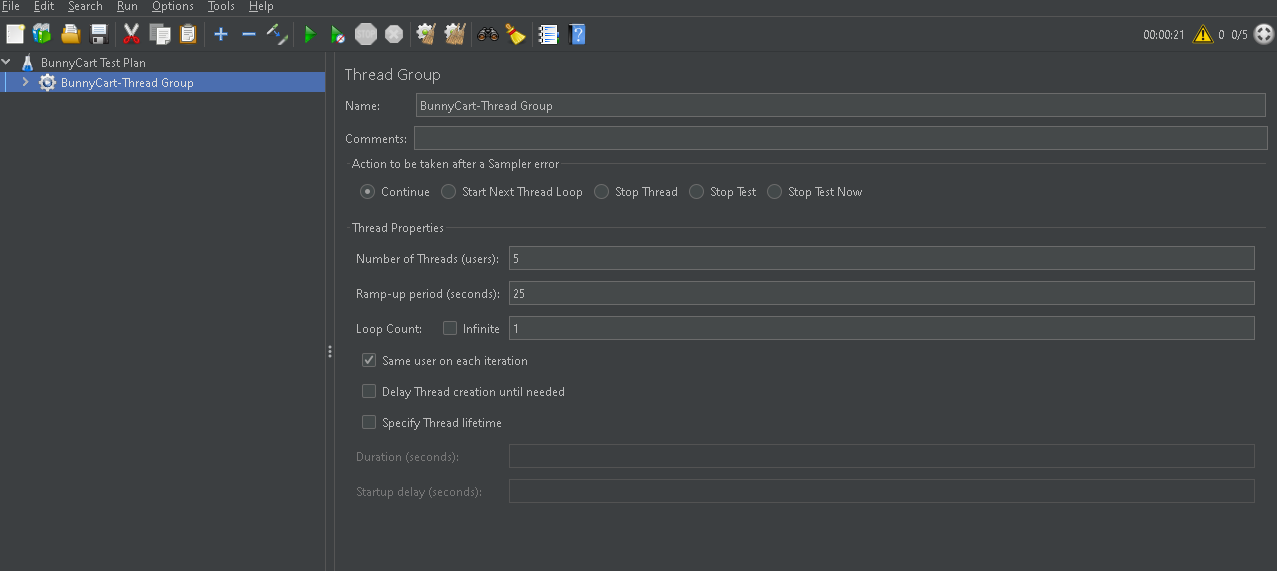 File Edit Search Run Options Tools Help
STOP 00:00:21 0 0/5
BunnyCart Test Plan
BunnyCart-Thread Group
Thread Group
Name: BunnyCart-Thread Group
Comments:
Action to be taken after a Sampler error
Continue Start Next Thread Loop Stop Thread Stop Test Stop Test Now
Thread Properties
Number of Threads (users): 5
Ramp-up period (seconds): 25
Loop Count: Infinite 1
Same user on each iteration
Delay Thread creation until needed
Specify Thread lifetime
Duration (seconds):
Startup delay (seconds):